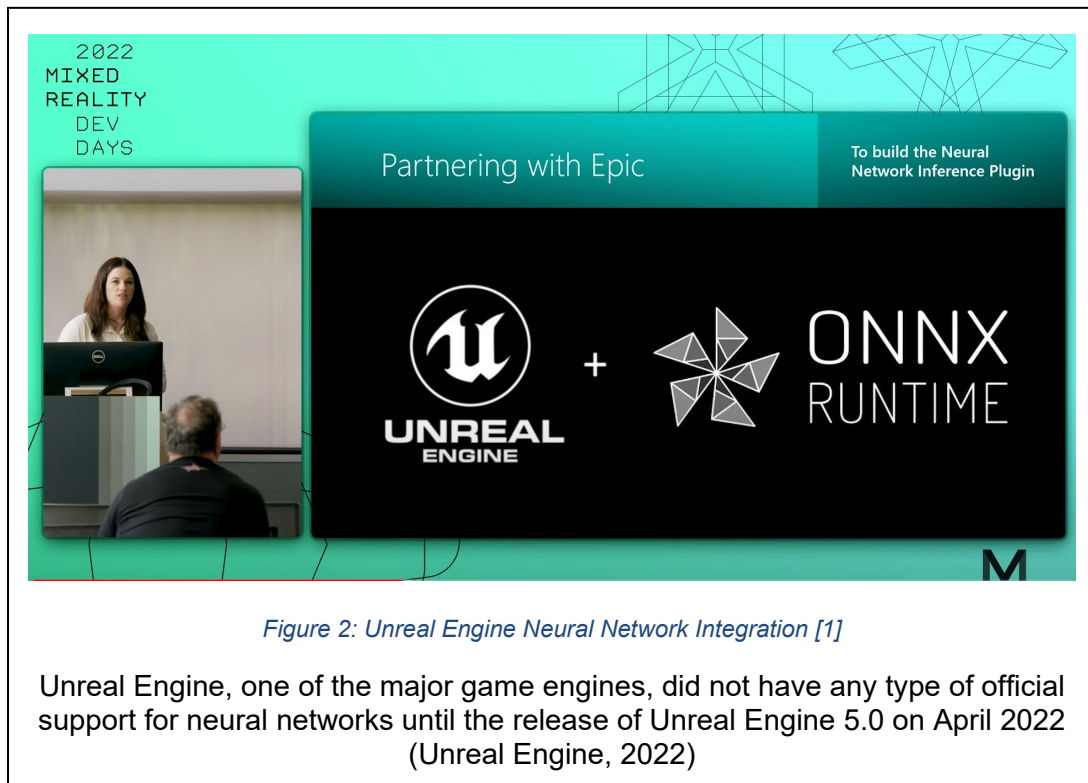 2022
MIXED
REALITY
DEV
DAYS
Partnering with Epic
To build the Neural
Network Inference Plugin
DELL
UNREAL
ENGINE
+
ONNX
RUNTIME
M
Figure 2: Unreal Engine Neural Network Integration [1]
Unreal Engine, one of the major game engines, did not have any type of official
support for neural networks until the release of Unreal Engine 5.0 on April 2022
(Unreal Engine, 2022)